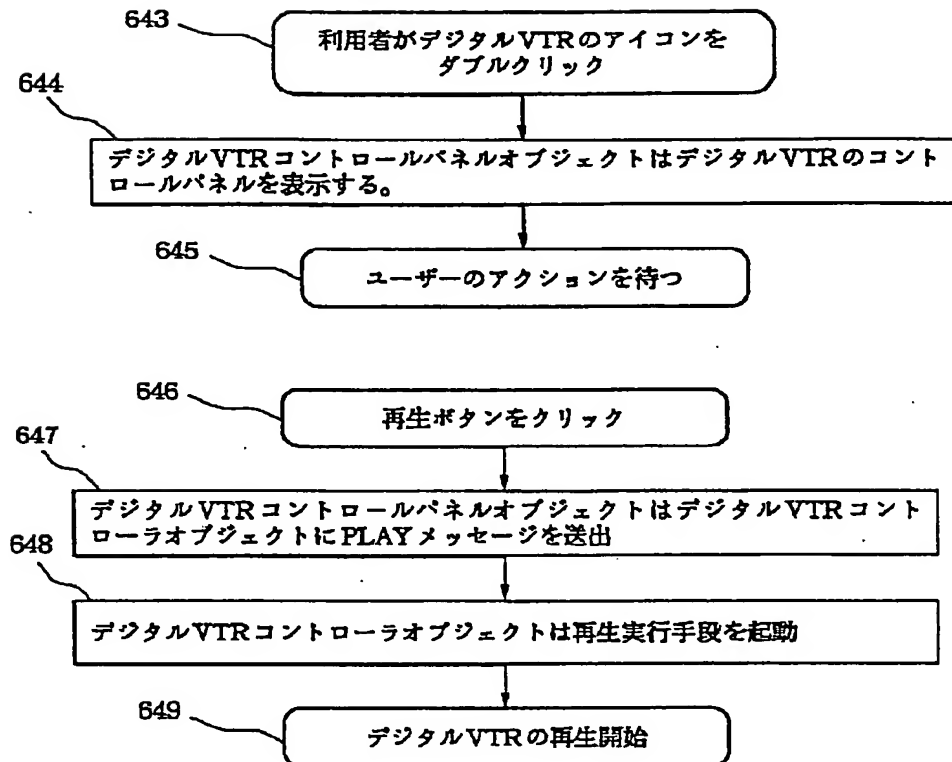 643
利用者がデジタルVTRのアイコンを
ダブルクリック
644
デジタルVTRコントロールパネルオブジェクトはデジタルVTRのコント
ロールパネルを表示する。
645
ユーザーのアクションを待つ
646
再生ボタンをクリック
647
デジタルVTRコントロールパネルオブジェクトはデジタルVTRコント
ローラオブジェクトにPLAYメッセージを送出
648
デジタルVTRコントローラオブジェクトは再生実行手段を起動
649
デジタルVTRの再生開始